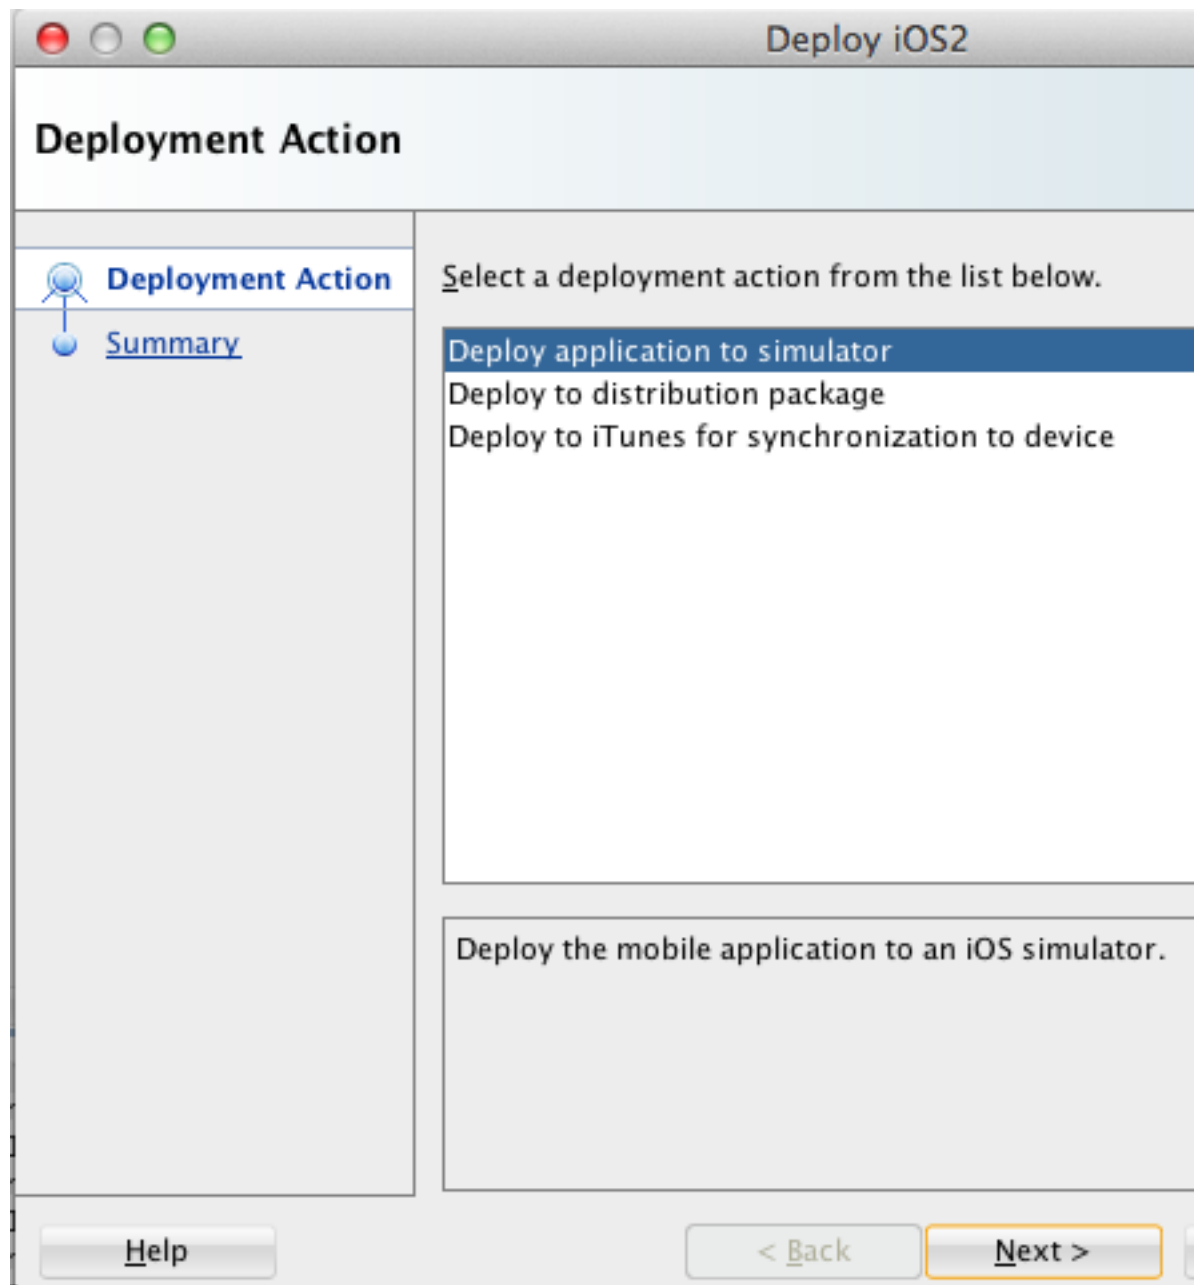 Deploy iOS2
Deployment Action
Deployment Action
Summary
Select a deployment action from the list below.
Deploy application to simulator
Deploy to distribution package
Deploy to iTunes for synchronization to device
Deploy the mobile application to an iOS simulator.
Help
< Back
Next >